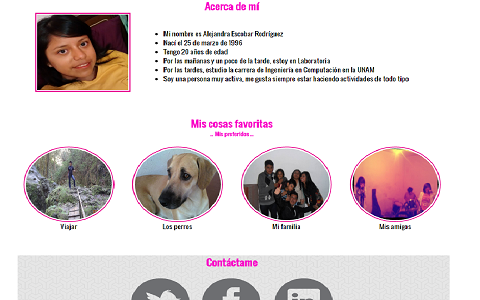 Acerca de mí
Mi nombre es Alejandra Escobar Rodríguez
Nací el 25 de marzo de 1996
Tengo 20 años de edad
Por las mañanas y un poco de la tarde, estoy en Laboratoria
Por las tardes, estudio la carrera de Ingeniería en Computación en la UNAM
Soy una persona muy activa, me gusta siempre estar haciendo actividades de todo tipo
Mis cosas favoritas
... Mis preferidos ...
Viajar
Los perros
Mi familia
Mis amigos
Contáctame